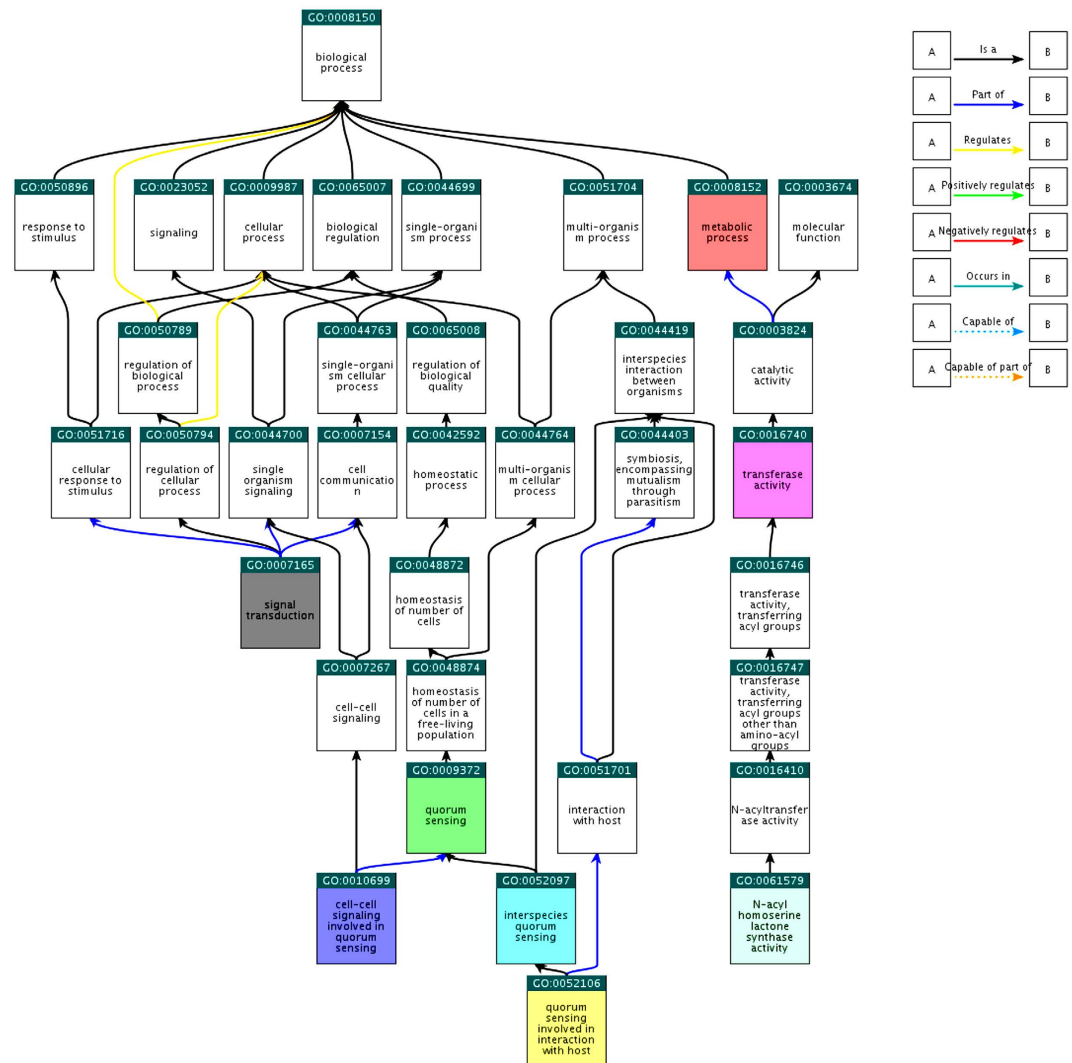 GO:0008150
biological
process
A
Is a
B
A
Part of
B
A
Regulates
B
A
Positively regulates
B
A
Negatively regulates
B
A
Occurs in
B
A
Capable of
B
A
Capable of part of
B
GO:0050896
response to
stimulus
GO:0023052
signaling
GO:0009987
cellular
process
GO:0065007
biological
regulation
GO:0044699
single-organi
sm process
GO:0051704
multi-organis
m process
GO:0008152
metabolic
process
GO:0003674
molecular
function
GO:0050789
regulation of
biological
process
GO:0044763
single-organi
sm cellular
process
GO:0065008
regulation of
biological
quality
GO:0044419
interspecies
interaction
between
organisms
GO:0003824
catalytic
activity
GO:0051716
cellular
response to
stimulus
GO:0050794
regulation of
cellular
process
GO:0044700
single
organism
signaling
GO:0007154
cell
communicatio
n
GO:0042592
homeostatic
process
GO:0044764
multi-organis
m cellular
process
GO:0044403
symbiosis,
encompassing
mutualism
through
parasitism
GO:0016740
transferase
activity
GO:0007165
signal
transduction
GO:0048872
homeostasis
of number of
cells
GO:0016746
transferase
activity,
transferring
acyl groups
GO:0007267
cell-cell
signaling
GO:0048874
homeostasis
of number of
cells in a
free-living
population
GO:0016747
transferase
activity,
transferring
acyl groups
other than
amino-acyl
groups
GO:0009372
quorum
sensing
GO:0051701
interaction
with host
GO:0016410
N-acyltransfer
ase activity
GO:0010699
cell-cell
signaling
involved in
quorum
sensing
GO:0052097
interspecies
quorum
sensing
GO:0061579
N-acyl
homoserine
lactone
synthase
activity
GO:0052106
quorum
sensing
involved in
interaction
with host